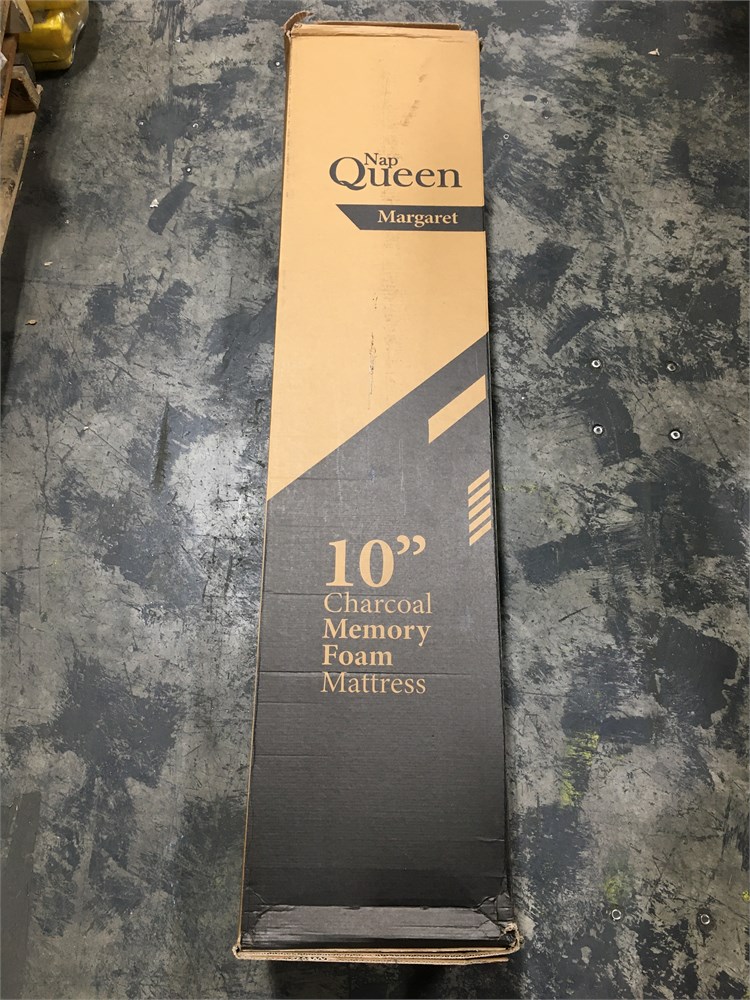 Nap
Queen
Margaret
10”
Charcoal
Memory
Foam
Mattress